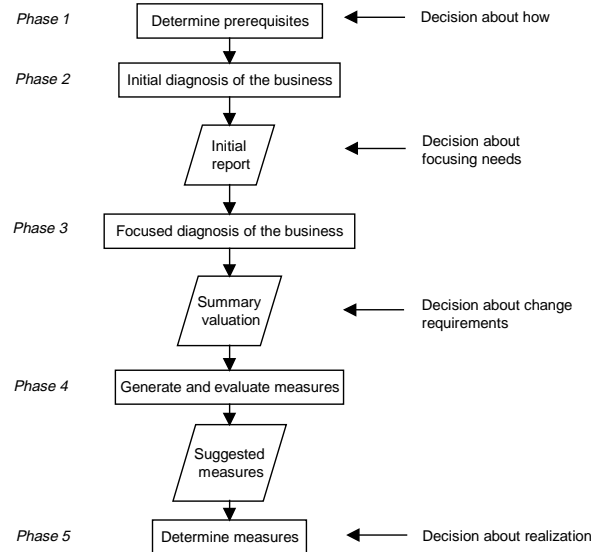 Phase 1
Determine prerequisites
Decision about how
Phase 2
Initial diagnosis of the business
Initial
report
Decision about
focusing needs
Phase 3
Focused diagnosis of the business
Summary
valuation
Decision about change
requirements
Phase 4
Generate and evaluate measures
Suggested
measures
Phase 5
Determine measures
Decision about realization